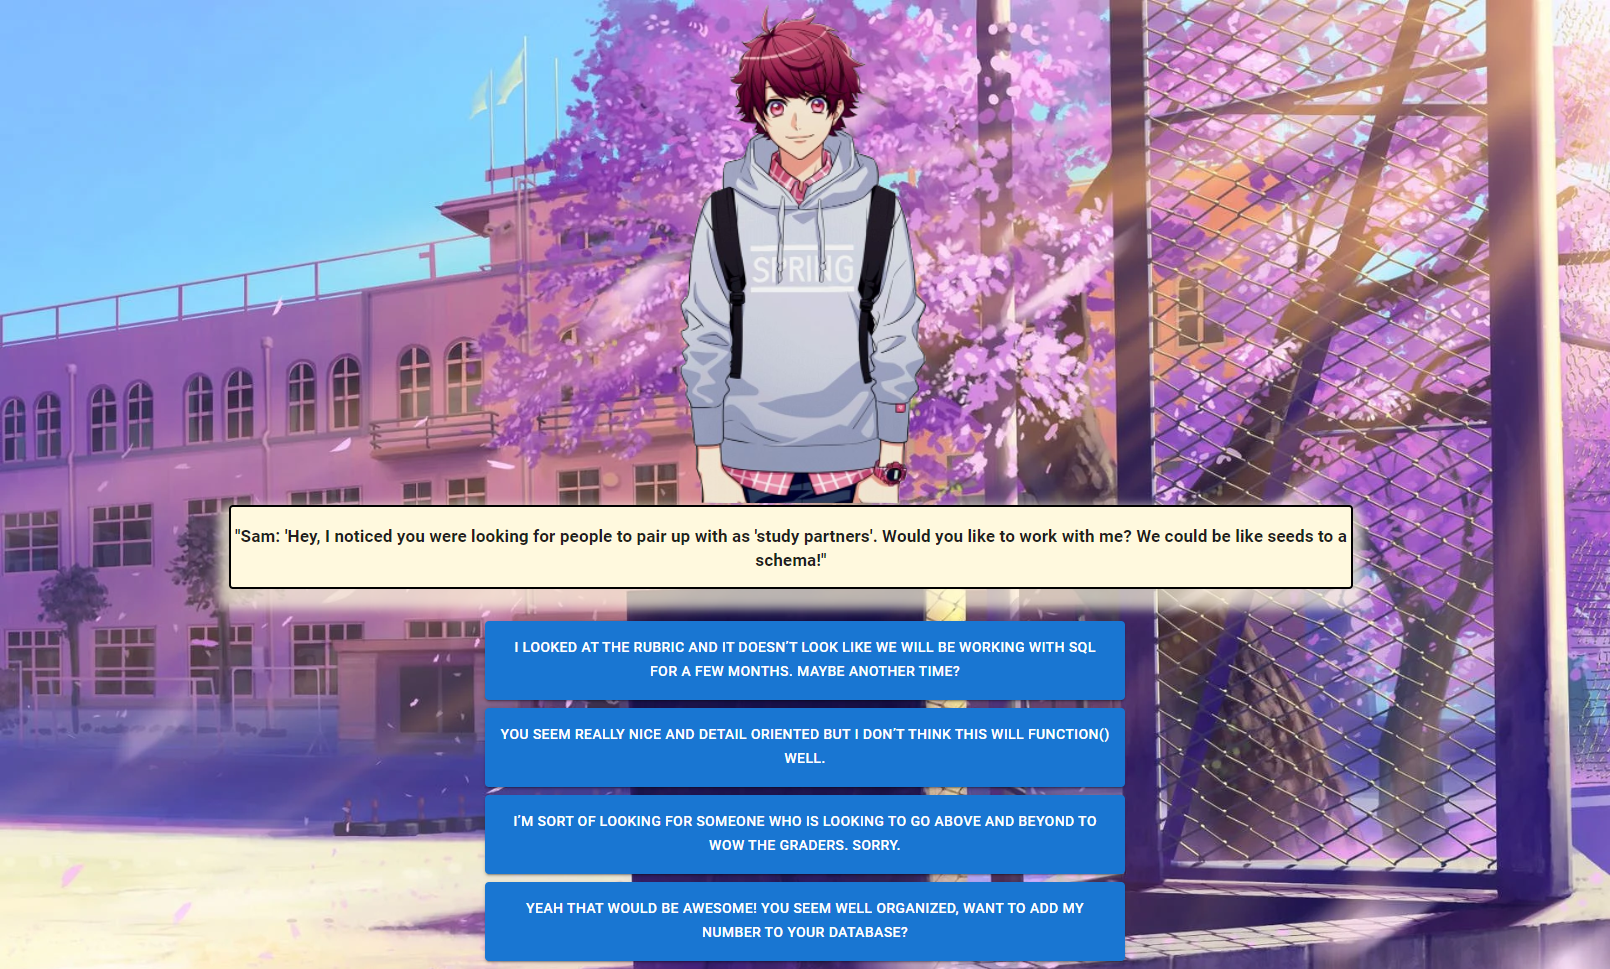 SPRING
"Sam: 'Hey, I noticed you were looking for people to pair up with as 'study partners'. Would you like to work with me? We could be like seeds to a
schema!"
I LOOKED AT THE RUBRIC AND IT DOESN'T LOOK LIKE WE WILL BE WORKING WITH SQL
FOR A FEW MONTHS. MAYBE ANOTHER TIME?
YOU SEEM REALLY NICE AND DETAIL ORIENTED BUT I DON'T THINK THIS WILL FUNCTION()
WELL.
I'M SORT OF LOOKING FOR SOMEONE WHO IS LOOKING TO GO ABOVE AND BEYOND TO
WOW THE GRADERS. SORRY.
YEAH THAT WOULD BE AWESOME! YOU SEEM WELL ORGANIZED, WANT TO ADD MY
NUMBER TO YOUR DATABASE?